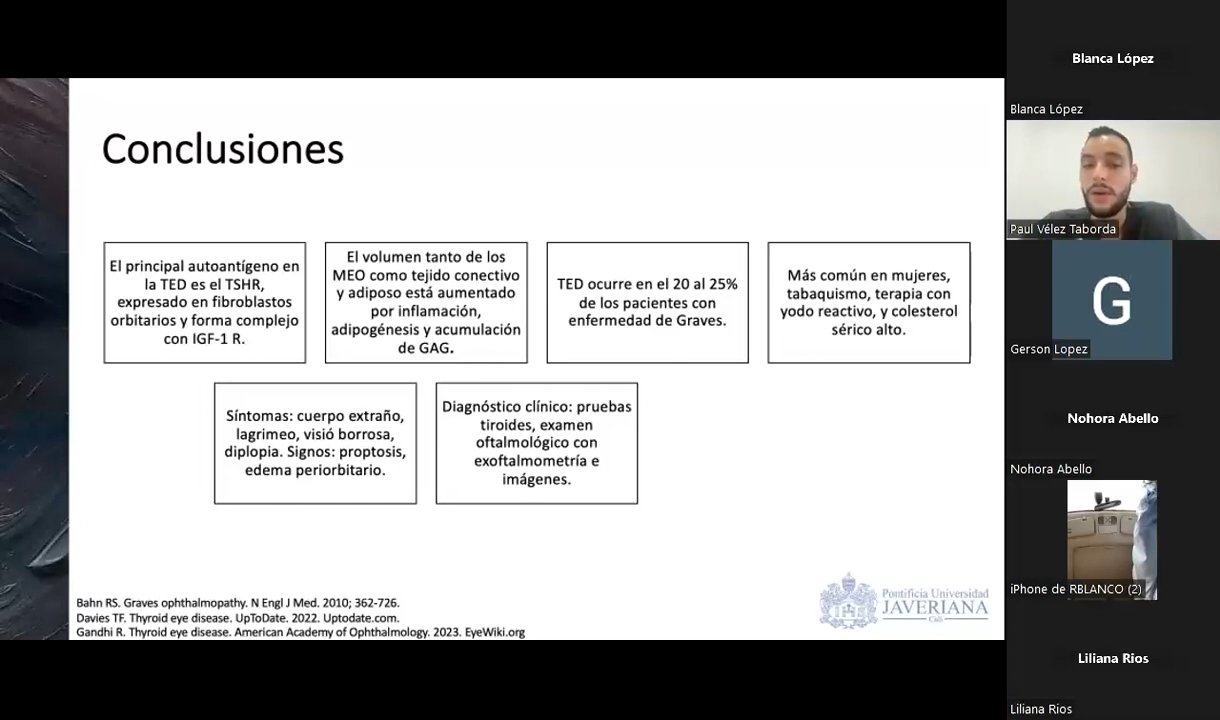 Conclusiones
El principal autoantígeno en
la TED es el TSHR,
expresado en fibroblastos
orbitarios y forma complejo
con IGF-1 R.
El volumen tanto de los
MEO como tejido conectivo
y adiposo está aumentado
por inflamación,
adipogénesis y acumulación
de GAG.
TED ocurre en el 20 al 25%
de los pacientes con
enfermedad de Graves.
Más común en mujeres,
tabaquismo, terapia con
yodo reactivo, y colesterol
sérico alto.
Síntomas: cuerpo extraño,
lagrimeo, visió borrosa,
diplopia. Signos: proptosis,
edema periorbitario.
Diagnóstico clínico: pruebas
tiroides, examen
oftalmológico con
exoftalmometría e
imágenes.
Bahn RS. Graves ophthalmopathy. N Engl J Med. 2010; 362-726.
Davies TF. Thyroid eye disease. UpToDate. 2022. Uptodate.com.
Gandhi R. Thyroid eye disease. American Academy of Ophthalmology. 2023. EyeWiki.org
Pontificia Universidad
JAVERIANA
Cali
Blanca López
Blanca López
Paul Vélez Taborda
G
Gerson Lopez
Nohora Abello
Nohora Abello
iPhone de RBLANCO (2)
Liliana Rios
Liliana Rios